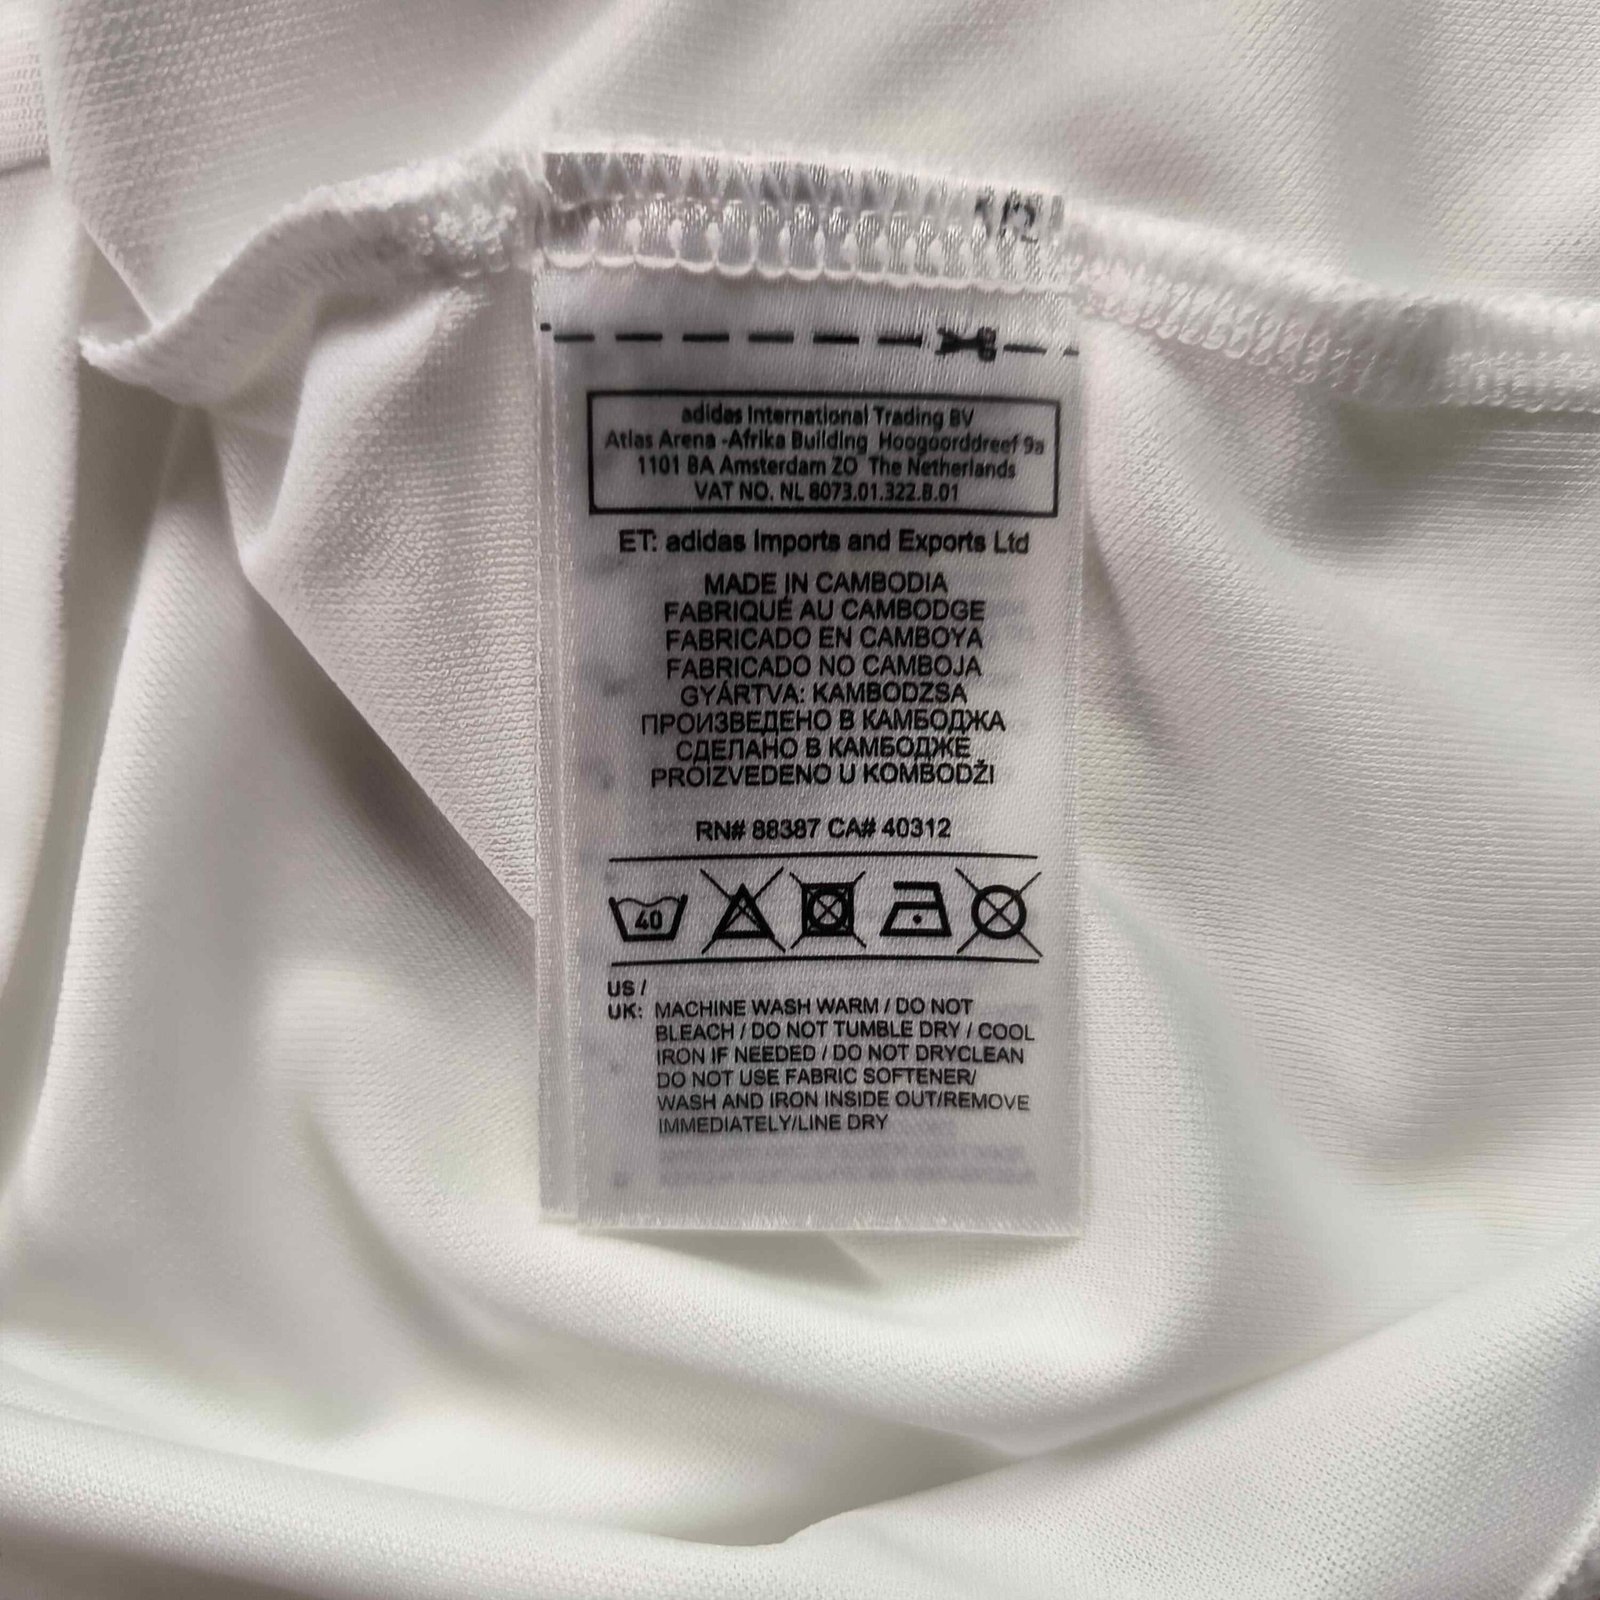 1/2
adidas International Trading BV
Atlas Arena -Afrika Building Hoogoorddreef 9a
1101 BA Amsterdam ZO The Netherlands
VAT NO. NL 8073.01.322.B.01
ET: adidas Imports and Exports Ltd
MADE IN CAMBODIA
FABRIQUÉ AU CAMBODGE
FABRICADO EN CAMBOYA
FABRICADO NO CAMBOJA
GYÁRTVA: KAMBODZSA
ПРОИЗВЕДЕНО В КАМБОДЖА
СДЕЛАНО В КАМБОДЖЕ
PROIZVEDENO U KOMBODŽI
RN# 88387 CA# 40312
40
US /
UK: MACHINE WASH WARM / DO NOT
BLEACH / DO NOT TUMBLE DRY / COOL
IRON IF NEEDED / DO NOT DRYCLEAN
DO NOT USE FABRIC SOFTENER/
WASH AND IRON INSIDE OUT/REMOVE
IMMEDIATELY/LINE DRY